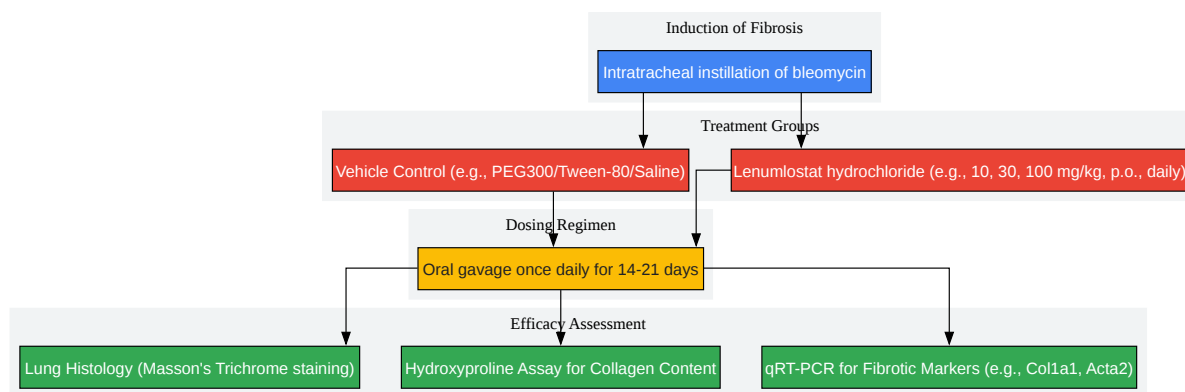 Induction of Fibrosis
Intratracheal instillation of bleomycin
Treatment Groups
Vehicle Control (e.g., PEG300/Tween-80/Saline)
Lenumlostat hydrochloride (e.g., 10, 30, 100 mg/kg, p.o., daily)
Dosing Regimen
Oral gavage once daily for 14-21 days
Efficacy Assessment
Lung Histology (Masson's Trichrome staining)
Hydroxyproline Assay for Collagen Content
qRT-PCR for Fibrotic Markers (e.g., Col1a1, Acta2)